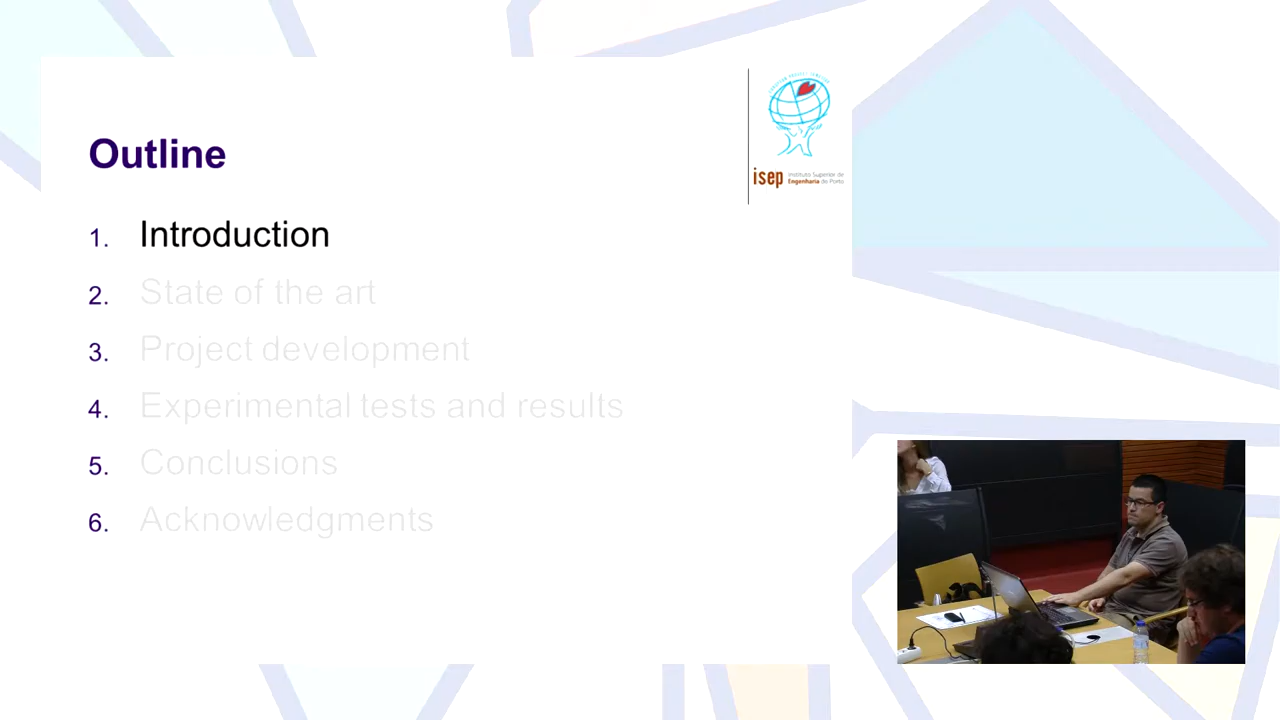 Outline
1. Introduction
2. State of the art
3. Project development
4. Experimental tests and results
5. Conclusions
6. Acknowledgments
isep Instituto Superior de
Engenharia do Porto